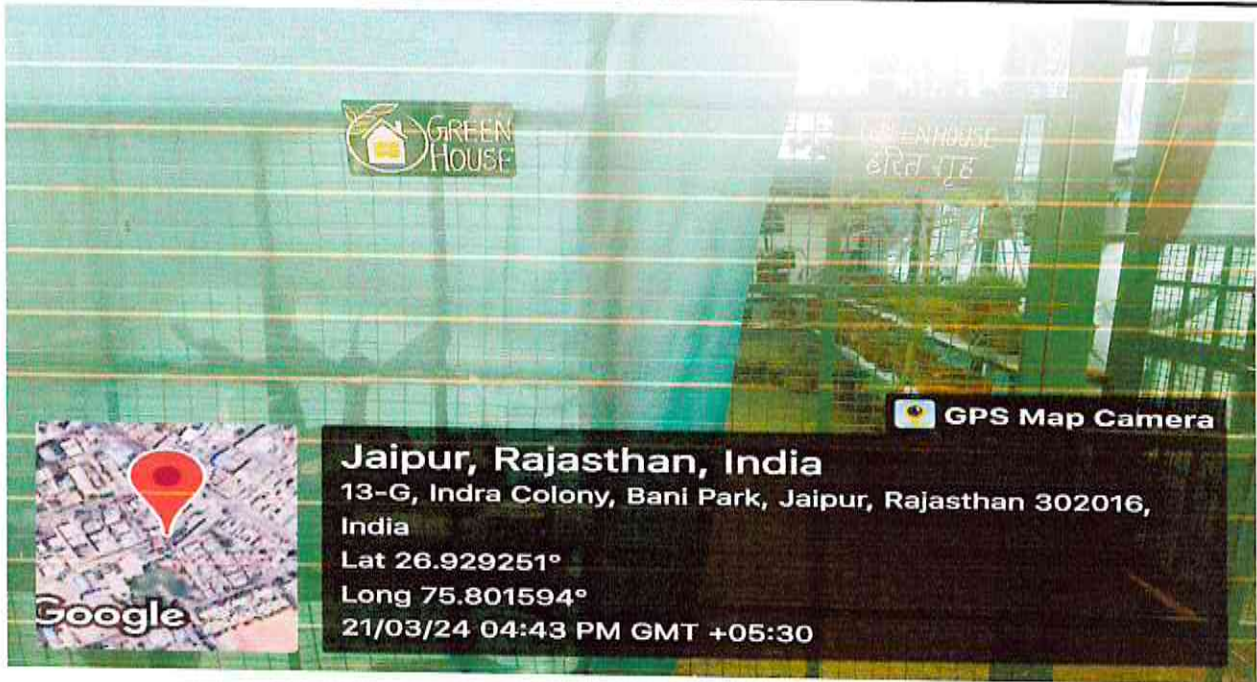 GREEN
HOUSE
HOUSE
हरित गृह
GPS Map Camera
Jaipur, Rajasthan, India
13-G, Indra Colony, Bani Park, Jaipur, Rajasthan 302016,
India
Lat 26.929251°
Long 75.801594°
21/03/24 04:43 PM GMT +05:30
Google